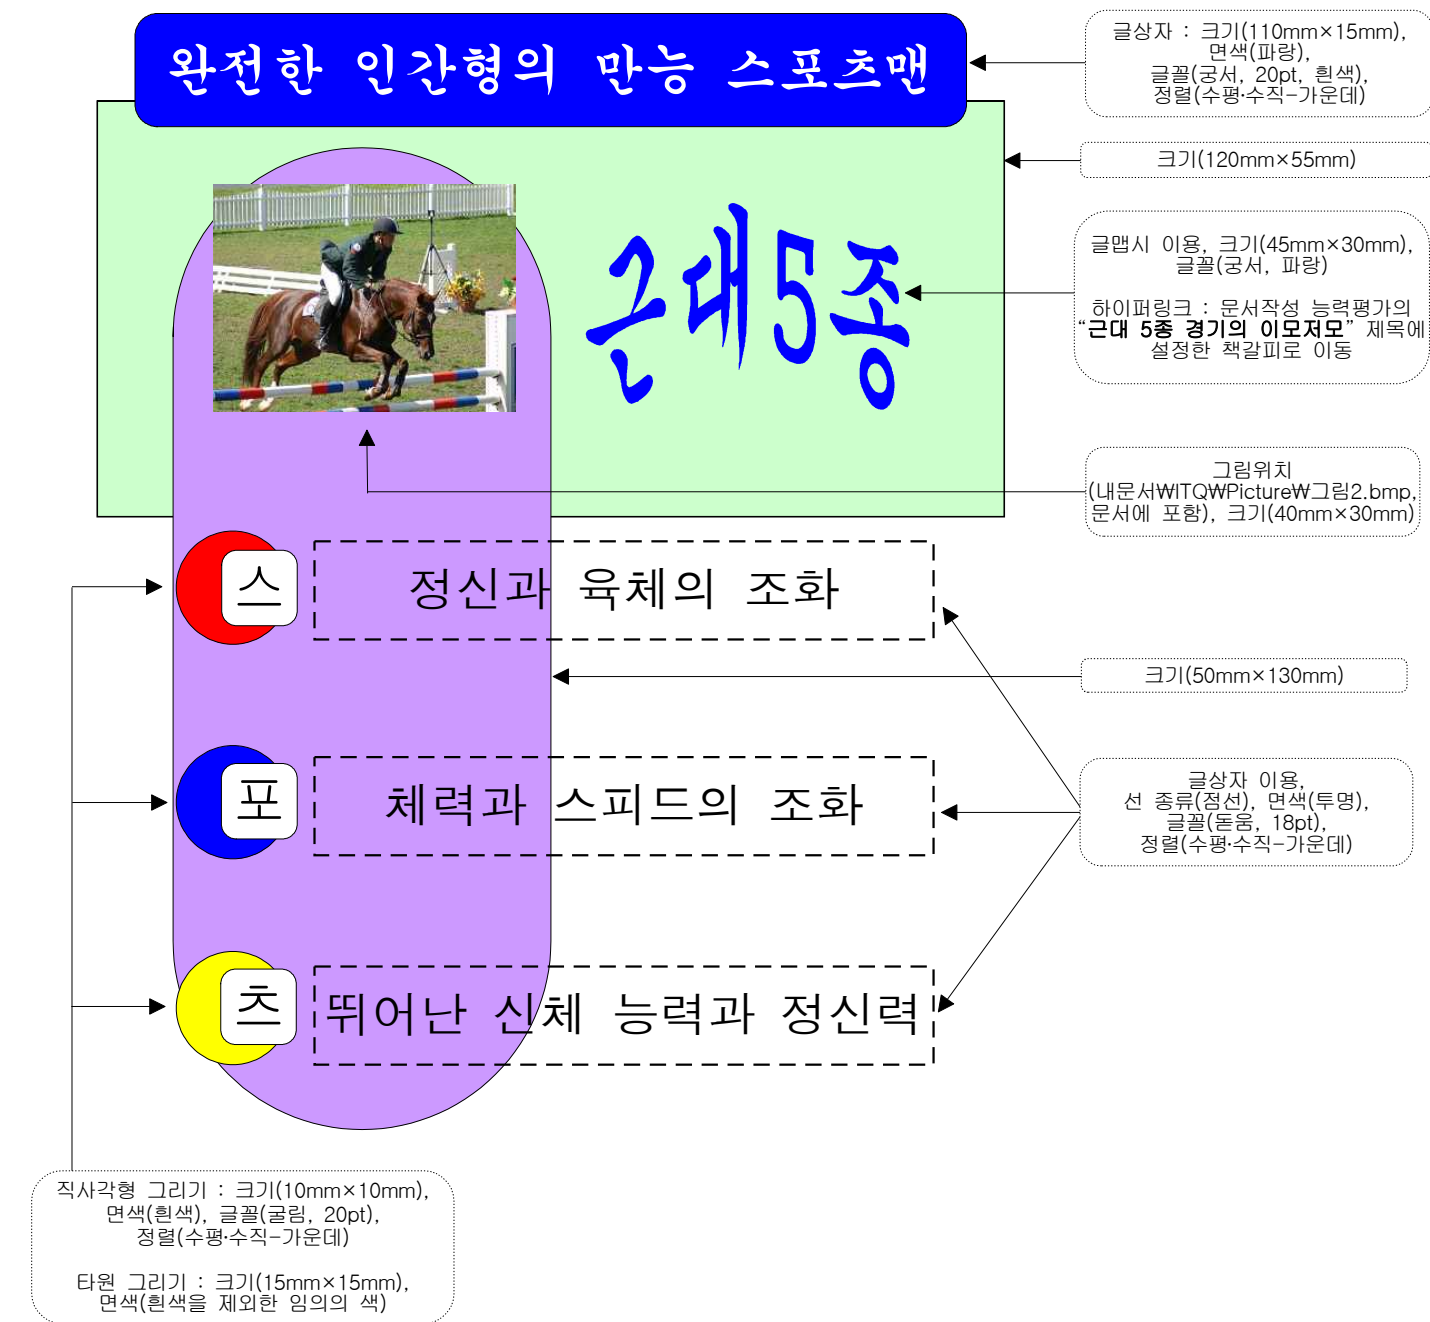 완전한 인간형의 만능 스포츠맨
글상자 : 크기(110mm×15mm),
면색(파랑),
글꼴(궁서, 20pt, 흰색),
정렬(수평·수직-가운데)
크기(120mm×55mm)
근대5종
글맵시 이용, 크기(45mm×30mm),
글꼴(궁서, 파랑)
하이퍼링크 : 문서작성 능력평가의
“근대 5종 경기의 이모저모” 제목에
설정한 책갈피로 이동
그림위치
(내문서₩ITQ₩Picture₩그림2.bmp,
문서에 포함), 크기(40mm×30mm)
스
정신과 육체의 조화
크기(50mm×130mm)
포
체력과 스피드의 조화
글상자 이용,
선 종류(점선), 면색(투명),
글꼴(돋움, 18pt),
정렬(수평·수직-가운데)
츠
뛰어난 신체 능력과 정신력
직사각형 그리기 : 크기(10mm×10mm),
면색(흰색), 글꼴(굴림, 20pt),
정렬(수평·수직-가운데)
타원 그리기 : 크기(15mm×15mm),
면색(흰색을 제외한 임의의 색)